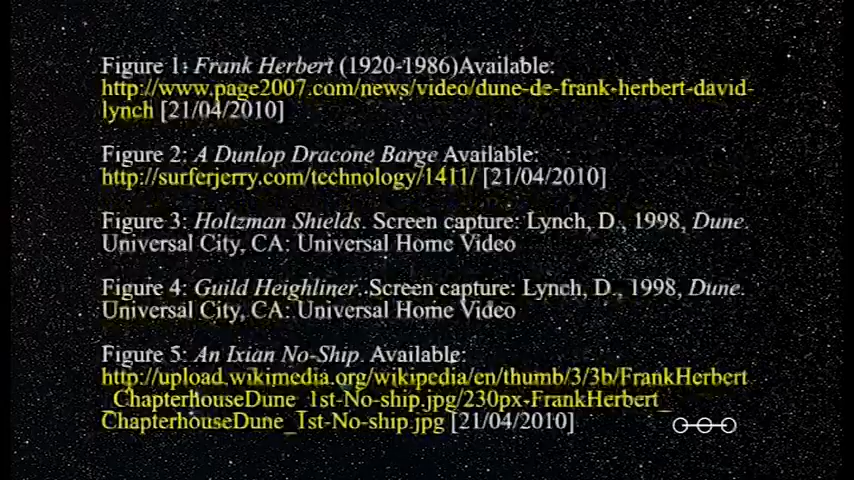 Figure 1: Frank Herbert (1920-1986)Available:
http://www.page2007.com/news/video/dune-de-frank-herbert-david-
lynch [21/04/2010]
Figure 2: A Dunlop Dracone Barge Available:
http://surferjerry.com/technology/1411/ [21/04/2010]
Figure 3: Holtzman Shields. Screen capture: Lynch, D., 1998, Dune.
Universal City, CA: Universal Home Video
Figure 4: Guild Heighliner. Screen capture: Lynch, D., 1998, Dune.
Universal City, CA: Universal Home Video
Figure 5: An Ixian No-Ship. Available:
http://upload.wikimedia.org/wikipedia/en/thumb/3/3b/FrankHerbert
_ChapterhouseDune_1st-No-ship.jpg/230px-FrankHerbert_
ChapterhouseDune_1st-No-ship.jpg [21/04/2010]